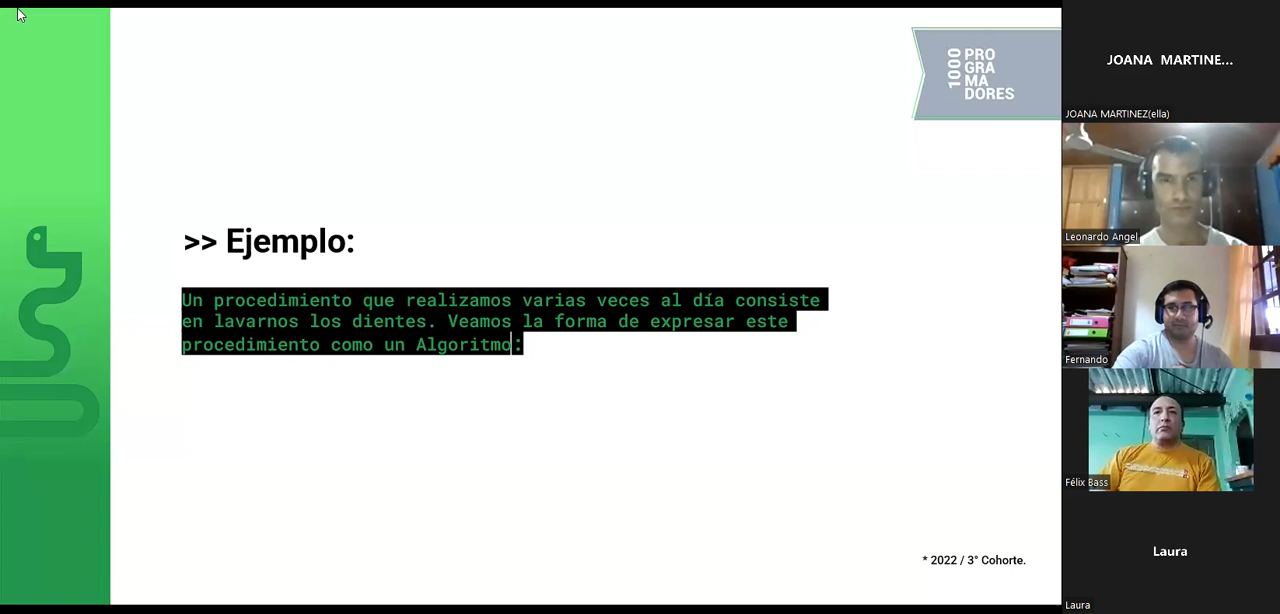 1000
PRO
GRA
MA
DORES
>> Ejemplo:
Un procedimiento que realizamos varias veces al día consiste
en lavarnos los dientes. Veamos la forma de expresar este
procedimiento como un Algoritmo:
* 2022 / 3° Cohorte.
JOANA MARTINE...
JOANA MARTINEZ(ella)
Leonardo Angel
Fernando
Félix Bass
Laura
Laura